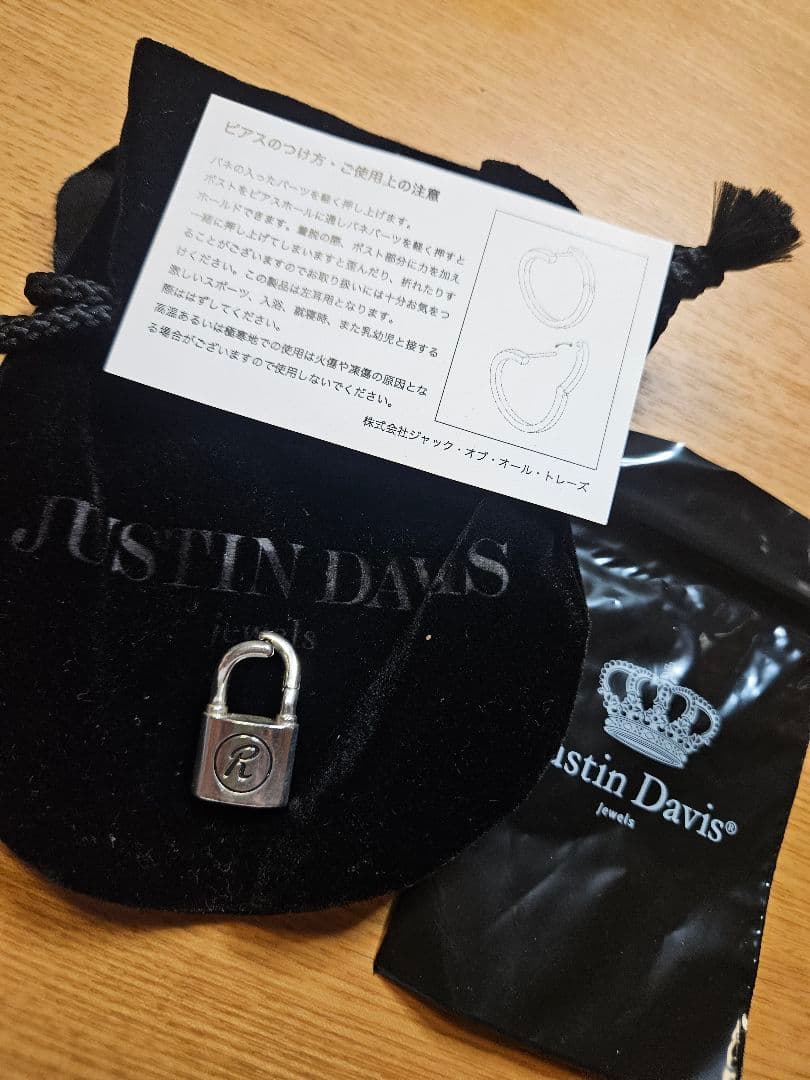 ピアスのつけ方・ご使用上の注意
バネの入ったパーツを軽く押し上げます。
ポストをピアスホールに通しバネパーツを軽く押すと
ホールドできます。着脱の際、ポスト部分に力を加え
一緒に押し上げてしまいますと歪んだり、折れたりす
ることがございますのでお取り扱いには十分お気をつ
けください。この製品は左耳用となります。
激しいスポーツ、入浴、就寝時、また乳幼児と接する
際ははずしてください。
高温あるいは極寒地での使用は火傷や凍傷の原因とな
る場合がございますので使用しないでください。
株式会社ジャック・オブ・オール・トレーズ
JUSTIN DAVIS
jewels
R
ustin Davis®
Jewels